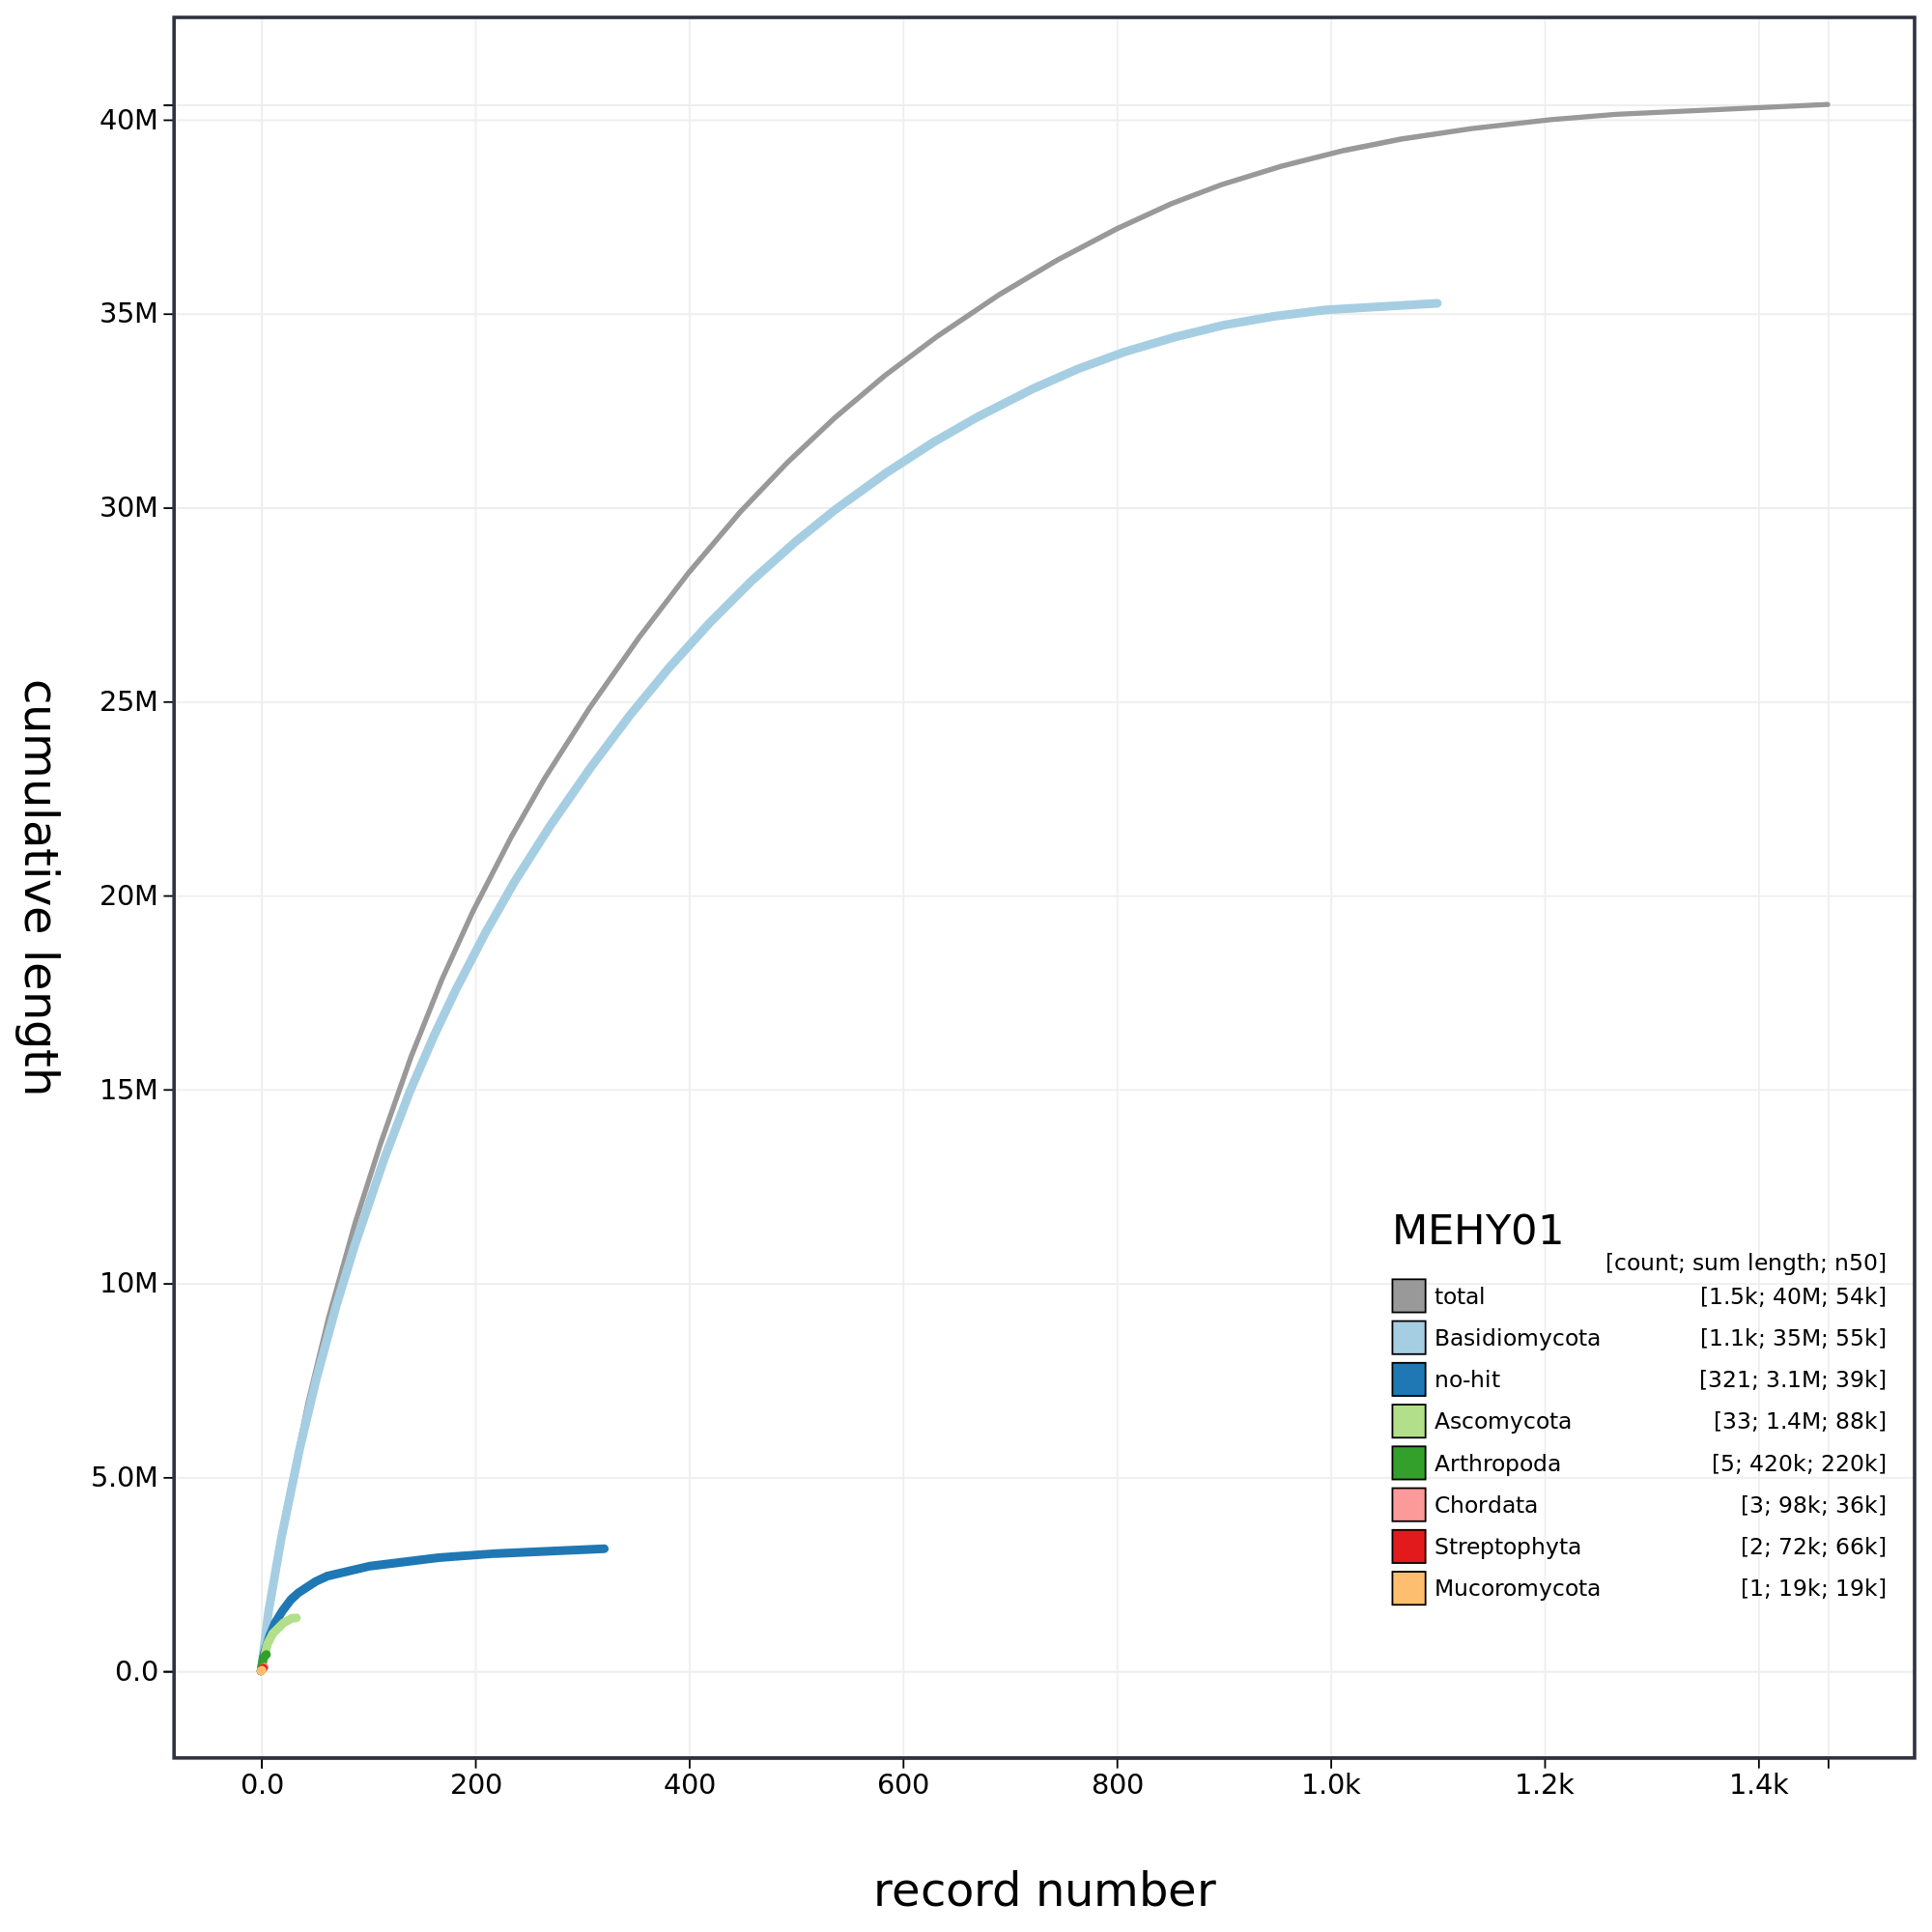 40M
35M
30M
25M
20M
15M
10M
5.0M
0.0
cumulative length
MEHY01
[count; sum length; n50]
total [1.5k; 40M; 54k]
Basidiomycota [1.1k; 35M; 55k]
no-hit [321; 3.1M; 39k]
Ascomycota [33; 1.4M; 88k]
Arthropoda [5; 420k; 220k]
Chordata [3; 98k; 36k]
Streptophyta [2; 72k; 66k]
Mucoromycota [1; 19k; 19k]
0.0 200 400 600 800 1.0k 1.2k 1.4k
record number